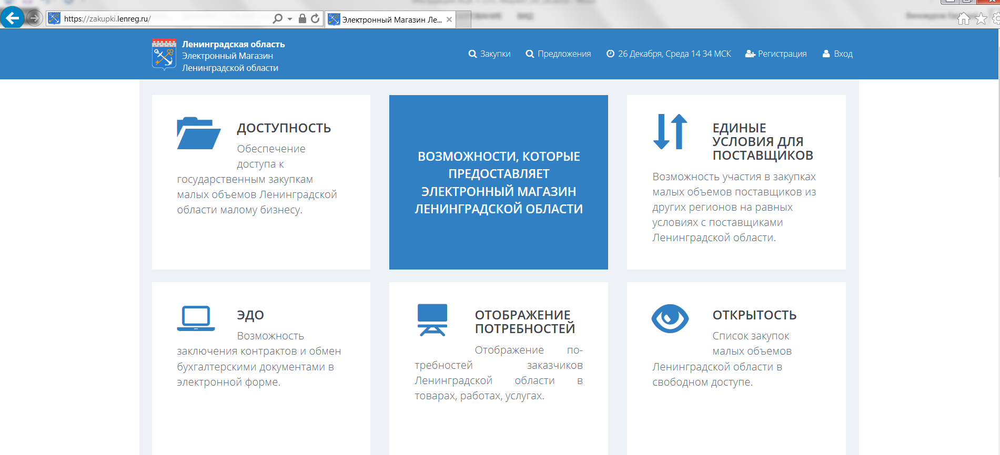 https://zakupki.lenreg.ru/
Электронный Магазин Ле...
ВИД
Ленинградская область
Электронный Магазин
Ленинградской области
Закупки
Предложения
26 Декабря, Среда 14 34 МСК
Регистрация
Вход
ДОСТУПНОСТЬ
Обеспечение
доступа к
государственным закупкам
малых объемов Ленинградской
области малому бизнесу.
ВОЗМОЖНОСТИ, КОТОРЫЕ
ПРЕДОСТАВЛЯЕТ
ЭЛЕКТРОННЫЙ МАГАЗИН
ЛЕНИНГРАДСКОЙ ОБЛАСТИ
ЕДИНЫЕ
УСЛОВИЯ ДЛЯ
ПОСТАВЩИКОВ
Возможность участия в закупках
малых объемов поставщиков из
других регионов на равных
условиях с поставщиками
Ленинградской области.
ЭДО
Возможность
заключения контрактов и обмен
бухгалтерскими документами в
электронной форме.
ОТОБРАЖЕНИЕ
ПОТРЕБНОСТЕЙ
Отображение по-
требностей заказчиков
Ленинградской области в
товарах, работах, услугах.
ОТКРЫТОСТЬ
Список закупок
малых объемов
Ленинградской области в
свободном доступе.